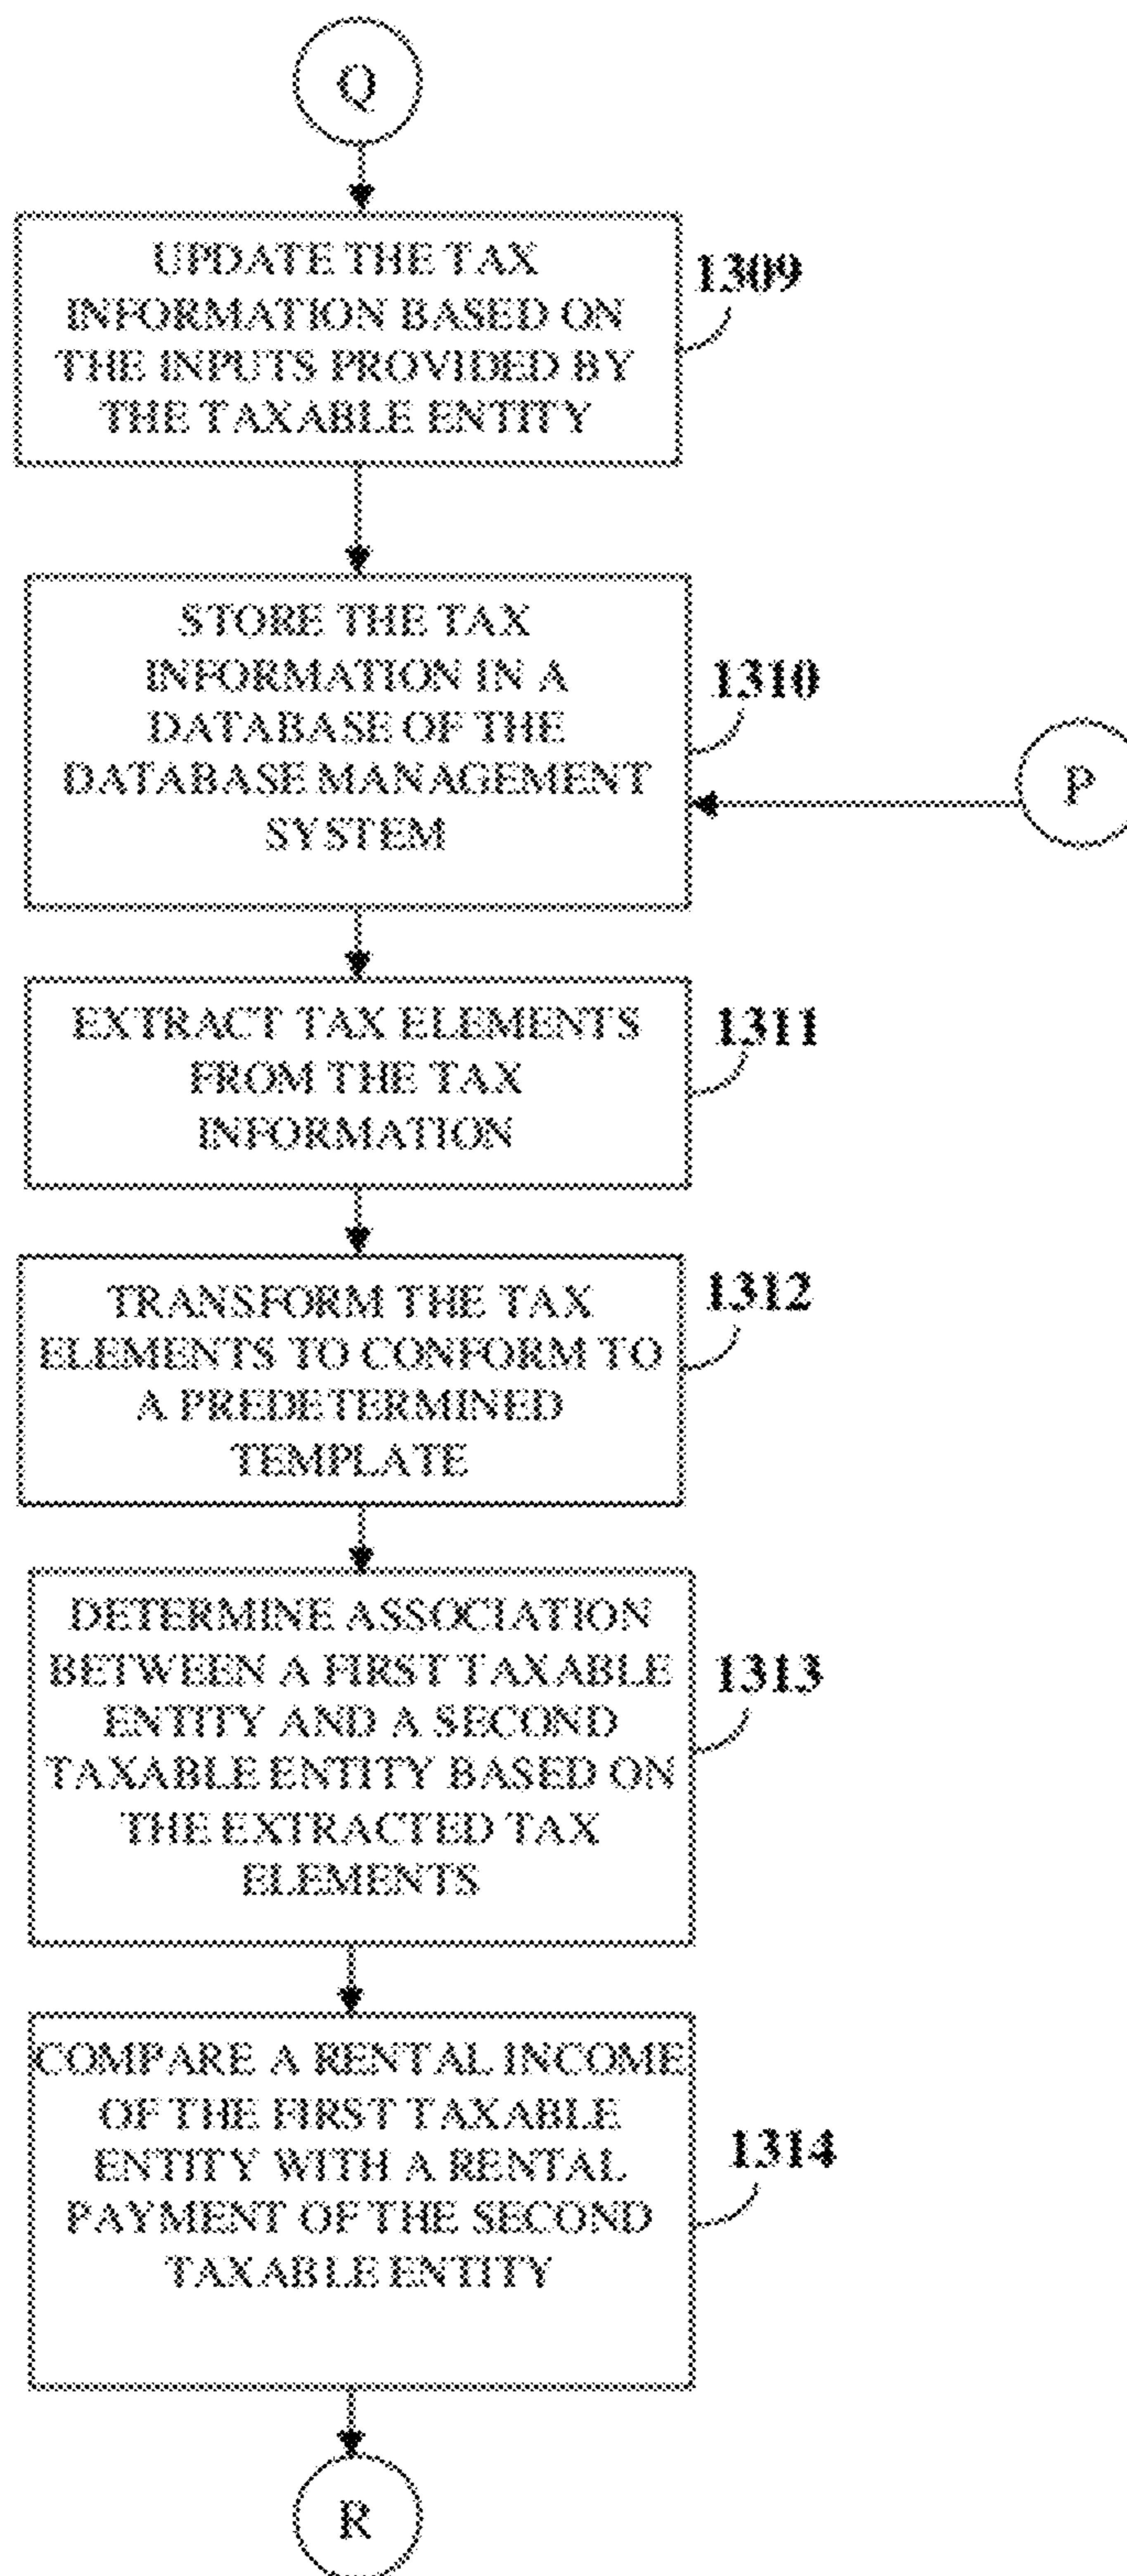 Q
UPDATE THE TAX
INFORMATION BASED ON
THE INPUTS PROVIDED BY
THE TAXABLE ENTITY
1309
STORE THE TAX
INFORMATION IN A
DATABASE OF THE
DATABASE MANAGEMENT
SYSTEM
1310
P
EXTRACT TAX ELEMENTS
FROM THE TAX
INFORMATION
1311
TRANSFORM THE TAX
ELEMENTS TO CONFORM TO
A PREDETERMINED
TEMPLATE
1312
DETERMINE ASSOCIATION
BETWEEN A FIRST TAXABLE
ENTITY AND A SECOND
TAXABLE ENTITY BASED ON
THE EXTRACTED TAX
ELEMENTS
1313
COMPARE A RENTAL INCOME
OF THE FIRST TAXABLE
ENTITY WITH A RENTAL
PAYMENT OF THE SECOND
TAXABLE ENTITY
1314
R